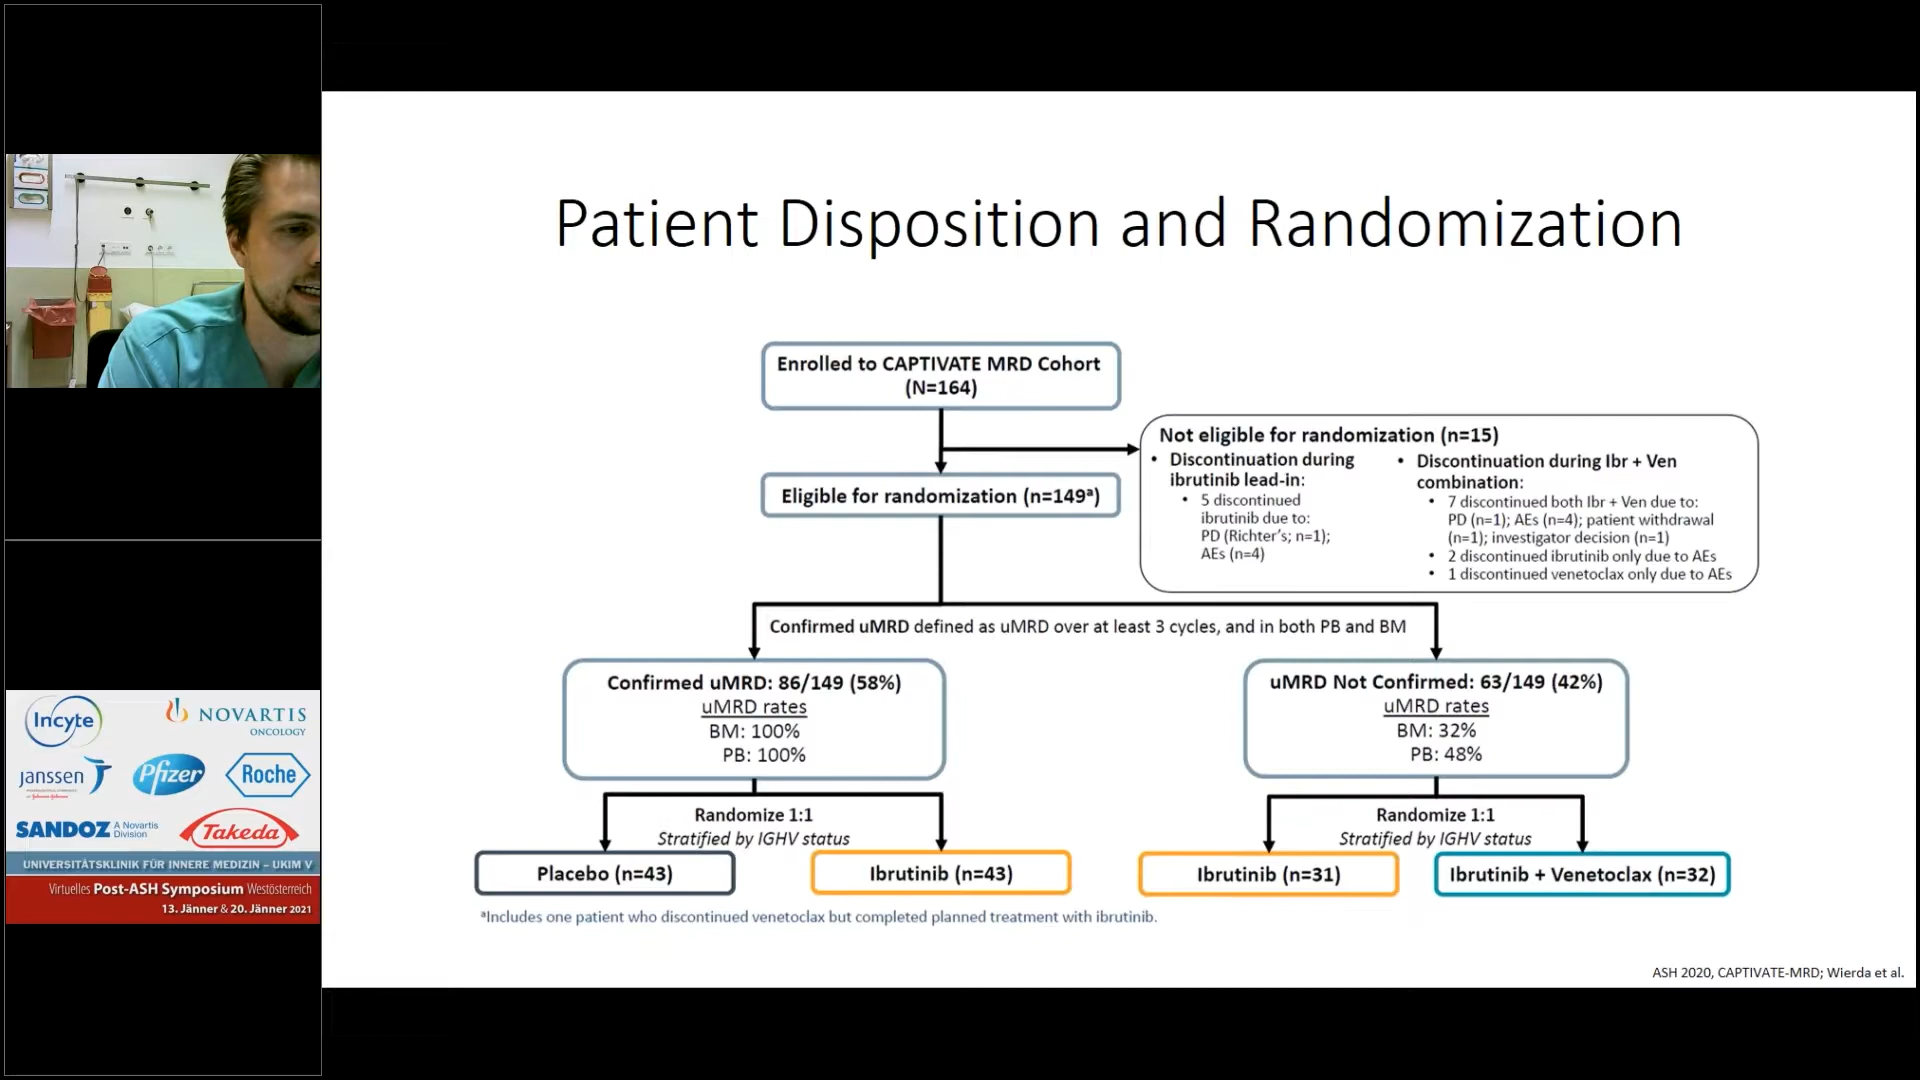 Patient Disposition and Randomization
Enrolled to CAPTIVATE MRD Cohort
(N=164)
Not eligible for randomization (n=15)
• Discontinuation during
ibrutinib lead-in:
• 5 discontinued
ibrutinib due to:
PD (Richter's; n=1);
AEs (n=4)
• Discontinuation during Ibr + Ven
combination:
• 7 discontinued both Ibr + Ven due to:
PD (n=1); AEs (n=4); patient withdrawal
(n=1); investigator decision (n=1)
• 2 discontinued ibrutinib only due to AEs
• 1 discontinued venetoclax only due to AEs
Eligible for randomization (n=149ᵃ)
Confirmed uMRD defined as uMRD over at least 3 cycles, and in both PB and BM
Confirmed uMRD: 86/149 (58%)
uMRD rates
BM: 100%
PB: 100%
uMRD Not Confirmed: 63/149 (42%)
uMRD rates
BM: 32%
PB: 48%
Randomize 1:1
Stratified by IGHV status
Randomize 1:1
Stratified by IGHV status
Placebo (n=43)
Ibrutinib (n=43)
Ibrutinib (n=31)
Ibrutinib + Venetoclax (n=32)
ᵃIncludes one patient who discontinued venetoclax but completed planned treatment with ibrutinib.
ASH 2020, CAPTIVATE-MRD; Wierda et al.
Incyte
NOVARTIS
ONCOLOGY
janssen
Pfizer
Roche
SANDOZ A Novartis
Division
Takeda
UNIVERSITÄTSKLINIK FÜR INNERE MEDIZIN – UKIM V
Virtuelles Post-ASH Symposium Westösterreich
13. Jänner & 20. Jänner 2021